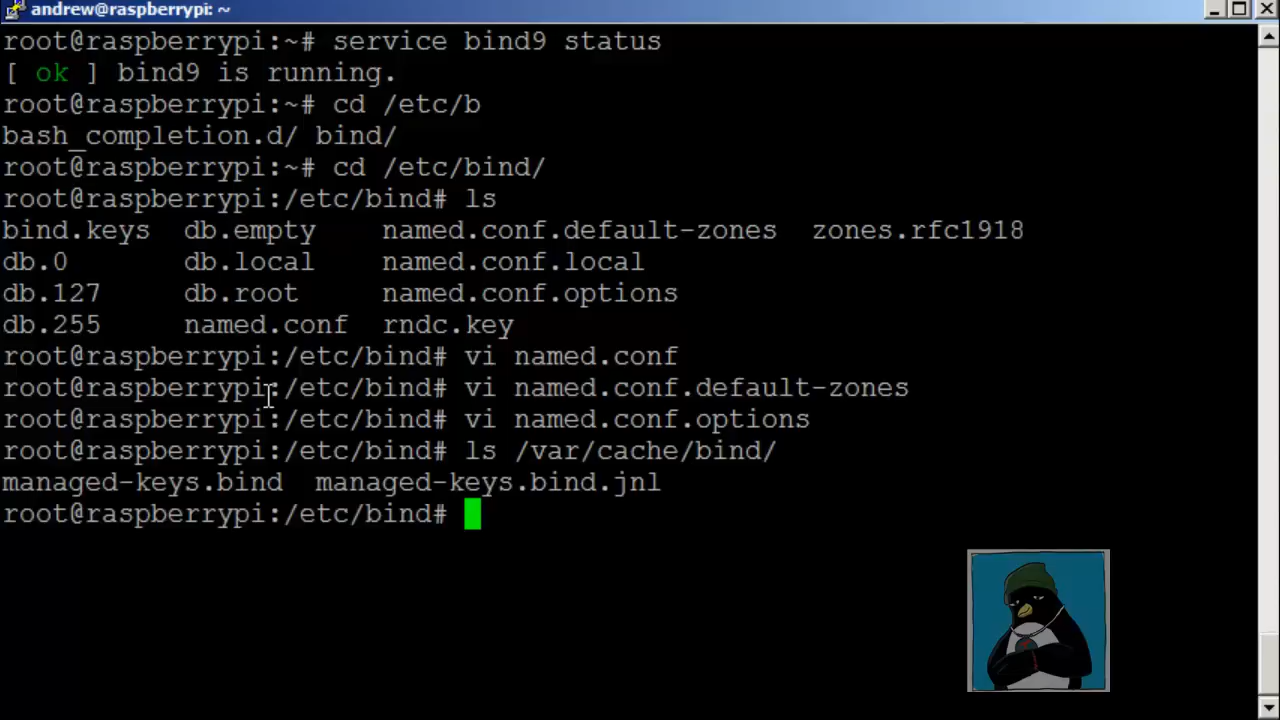 andrew@raspberrypi: ~
root@raspberrypi:~# service bind9 status
[ ok ] bind9 is running.
root@raspberrypi:~# cd /etc/b
bash_completion.d/ bind/
root@raspberrypi:~# cd /etc/bind/
root@raspberrypi:/etc/bind# ls
bind.keys  db.empty    named.conf.default-zones  zones.rfc1918
db.0       db.local    named.conf.local
db.127     db.root     named.conf.options
db.255     named.conf  rndc.key
root@raspberrypi:/etc/bind# vi named.conf
root@raspberrypi:/etc/bind# vi named.conf.default-zones
root@raspberrypi:/etc/bind# vi named.conf.options
root@raspberrypi:/etc/bind# ls /var/cache/bind/
managed-keys.bind  managed-keys.bind.jnl
root@raspberrypi:/etc/bind#